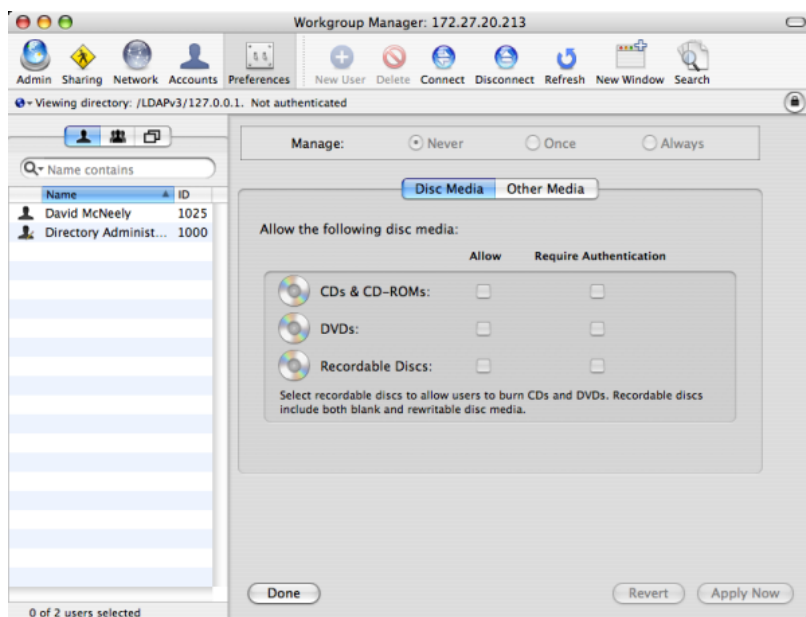 Workgroup Manager: 172.27.20.213
Admin Sharing Network Accounts Preferences New User Delete Connect Disconnect Refresh New Window Search
Viewing directory: /LDAPv3/127.0.0.1. Not authenticated
Manage: Never Once Always
Name contains
Disc Media Other Media
Name ID
David McNeely 1025
Directory Administ... 1000
Allow the following disc media:
Allow Require Authentication
CDs & CD-ROMs:
DVDs:
Recordable Discs:
Select recordable discs to allow users to burn CDs and DVDs. Recordable discs
include both blank and rewritable disc media.
Done Revert Apply Now
0 of 2 users selected